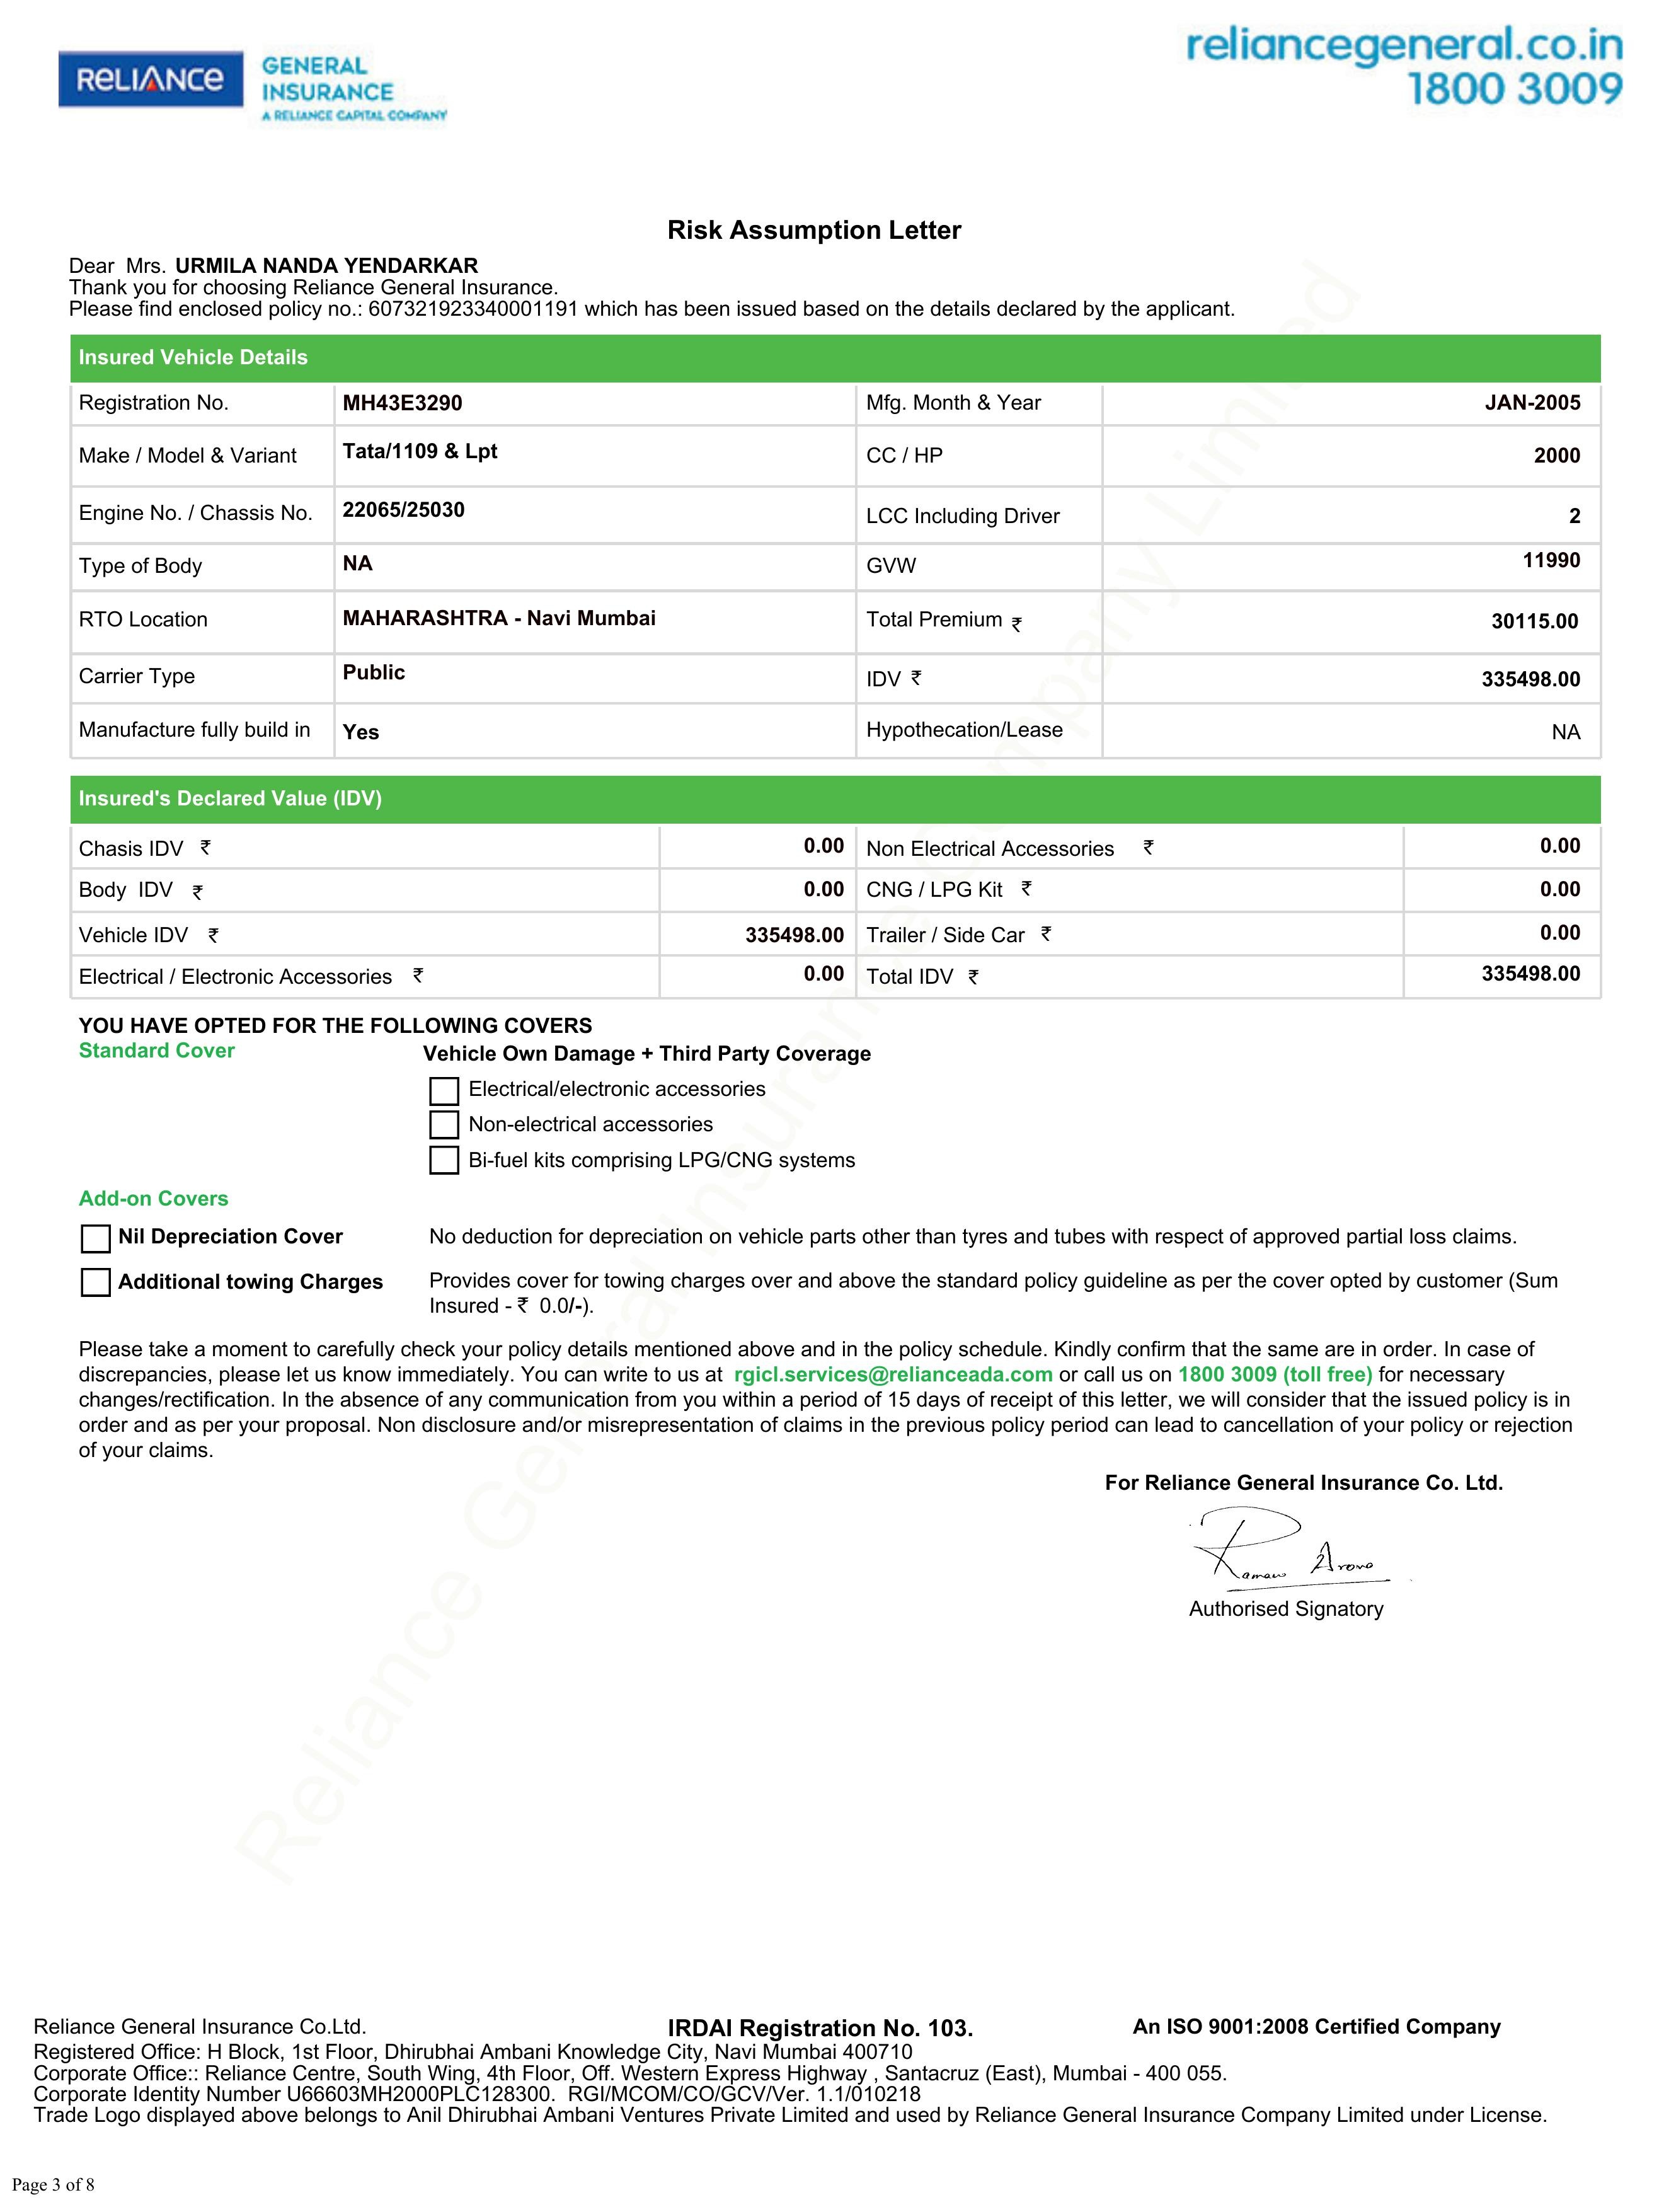 RELIANCE
GENERAL
INSURANCE
A RELIANCE CAPITAL COMPANY
reliancegeneral.co.in
1800 3009
Risk Assumption Letter
Dear Mrs. URMILA NANDA YENDARKAR
Thank you for choosing Reliance General Insurance.
Please find enclosed policy no.: 607321923340001191 which has been issued based on the details declared by the applicant.
Insured Vehicle Details
Registration No. MH43E3290 Mfg. Month & Year JAN-2005
Make / Model & Variant Tata/1109 & Lpt CC / HP 2000
Engine No. / Chassis No. 22065/25030 LCC Including Driver 2
Type of Body NA GVW 11990
RTO Location MAHARASHTRA - Navi Mumbai Total Premium ₹ 30115.00
Carrier Type Public IDV ₹ 335498.00
Manufacture fully build in Yes Hypothecation/Lease NA
Insured's Declared Value (IDV)
Chasis IDV ₹ 0.00 Non Electrical Accessories ₹ 0.00
Body IDV ₹ 0.00 CNG / LPG Kit ₹ 0.00
Vehicle IDV ₹ 335498.00 Trailer / Side Car ₹ 0.00
Electrical / Electronic Accessories ₹ 0.00 Total IDV ₹ 335498.00
YOU HAVE OPTED FOR THE FOLLOWING COVERS
Standard Cover Vehicle Own Damage + Third Party Coverage
Electrical/electronic accessories
Non-electrical accessories
Bi-fuel kits comprising LPG/CNG systems
Add-on Covers
Nil Depreciation Cover No deduction for depreciation on vehicle parts other than tyres and tubes with respect of approved partial loss claims.
Additional towing Charges Provides cover for towing charges over and above the standard policy guideline as per the cover opted by customer (Sum
Insured - ₹ 0.0/-).
Please take a moment to carefully check your policy details mentioned above and in the policy schedule. Kindly confirm that the same are in order. In case of
discrepancies, please let us know immediately. You can write to us at rgicl.services@relianceada.com or call us on 1800 3009 (toll free) for necessary
changes/rectification. In the absence of any communication from you within a period of 15 days of receipt of this letter, we will consider that the issued policy is in
order and as per your proposal. Non disclosure and/or misrepresentation of claims in the previous policy period can lead to cancellation of your policy or rejection
of your claims.
For Reliance General Insurance Co. Ltd.
Raman Arora
Authorised Signatory
Reliance General Insurance Company Limited
Reliance General Insurance Co.Ltd. IRDAI Registration No. 103. An ISO 9001:2008 Certified Company
Registered Office: H Block, 1st Floor, Dhirubhai Ambani Knowledge City, Navi Mumbai 400710
Corporate Office:: Reliance Centre, South Wing, 4th Floor, Off. Western Express Highway , Santacruz (East), Mumbai - 400 055.
Corporate Identity Number U66603MH2000PLC128300. RGI/MCOM/CO/GCV/Ver. 1.1/010218
Trade Logo displayed above belongs to Anil Dhirubhai Ambani Ventures Private Limited and used by Reliance General Insurance Company Limited under License.
Page 3 of 8